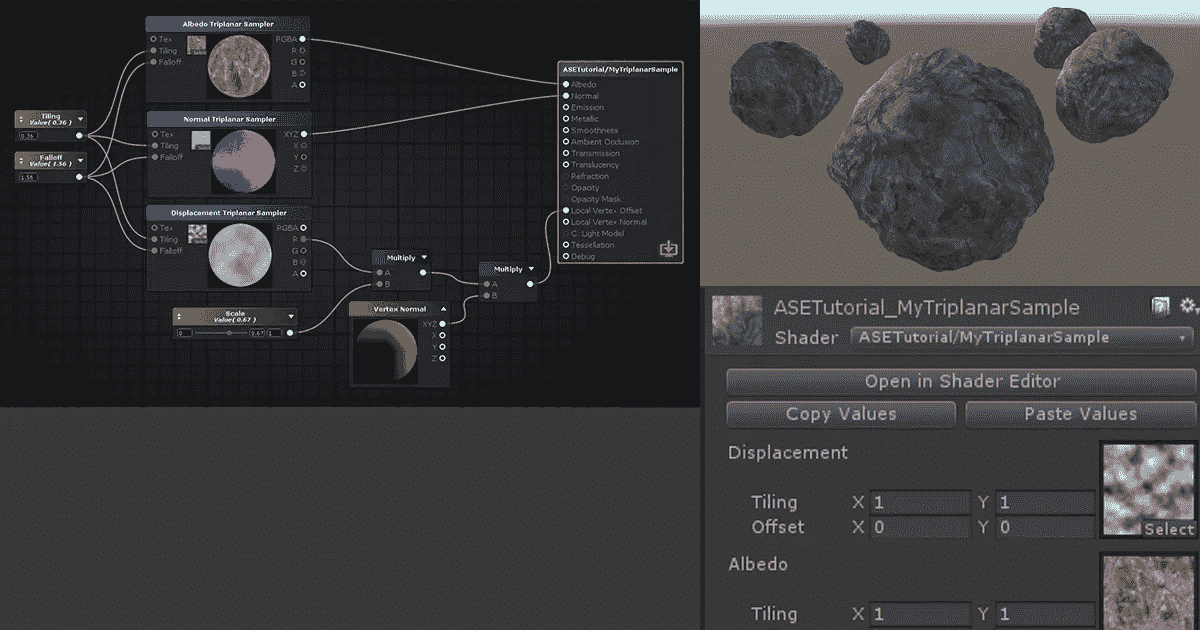 Albedo Triplanar Sampler
Tex
Tiling
Falloff
RGBA
R
G
B
A
Tiling
Value( 0.36 )
0.36
Falloff
Value( 1.56 )
1.56
Normal Triplanar Sampler
Tex
Tiling
Falloff
XYZ
X
Y
Z
Displacement Triplanar Sampler
Tex
Tiling
Falloff
RGBA
R
G
B
A
Scale
Value( 0.67 )
0
0.67
1
Multiply
A
B
Vertex Normal
XYZ
X
Y
Z
Multiply
A
B
ASETutorial/MyTriplanarSample
Albedo
Normal
Emission
Metallic
Smoothness
Ambient Occlusion
Transmission
Translucency
Refraction
Opacity
Opacity Mask
Local Vertex Offset
Local Vertex Normal
C. Light Model
Tessellation
Debug
ASETutorial_MyTriplanarSample
Shader ASETutorial/MyTriplanarSample
Open in Shader Editor
Copy Values Paste Values
Displacement
Tiling X 1 Y 1
Offset X 0 Y 0
Select
Albedo
Tiling X 1 Y 1